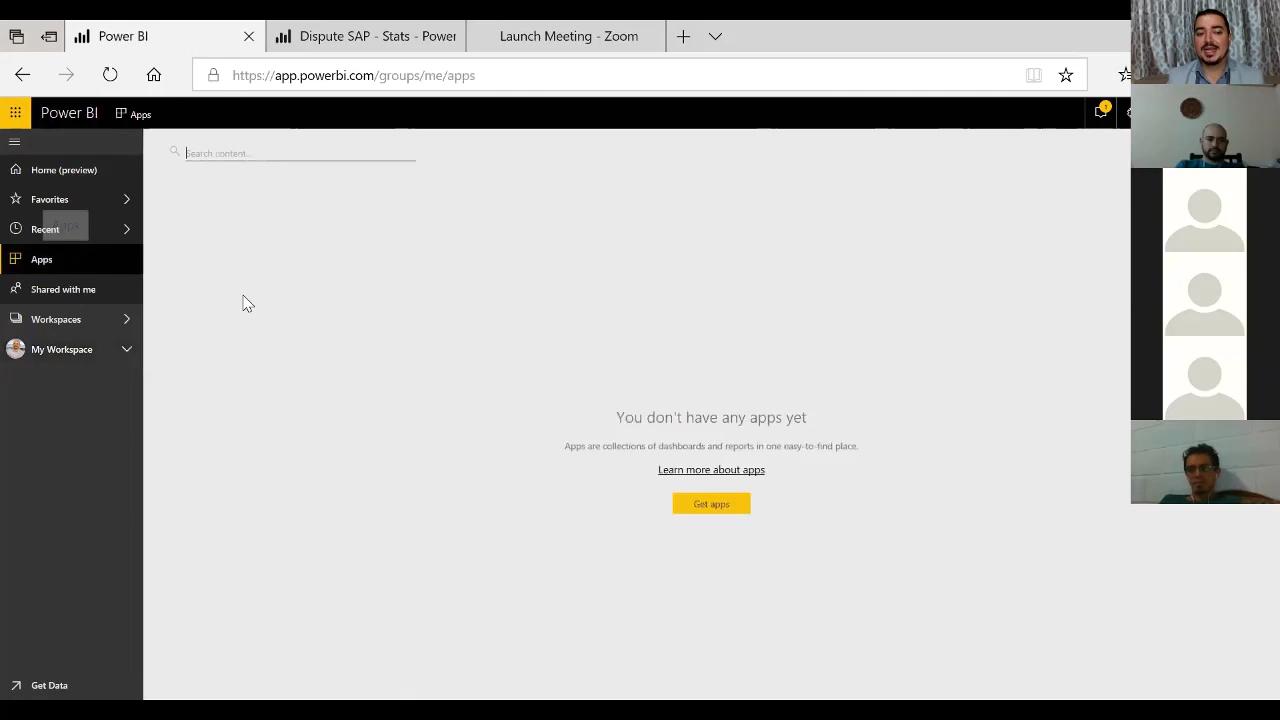 Power BI
Dispute SAP - Stats - Power
Launch Meeting - Zoom
https://app.powerbi.com/groups/me/apps
Power BI
Apps
Search content...
Home (preview)
Favorites
Apps
Recent
Apps
Shared with me
Workspaces
My Workspace
You don't have any apps yet
Apps are collections of dashboards and reports in one easy-to-find place.
Learn more about apps
Get apps
Get Data